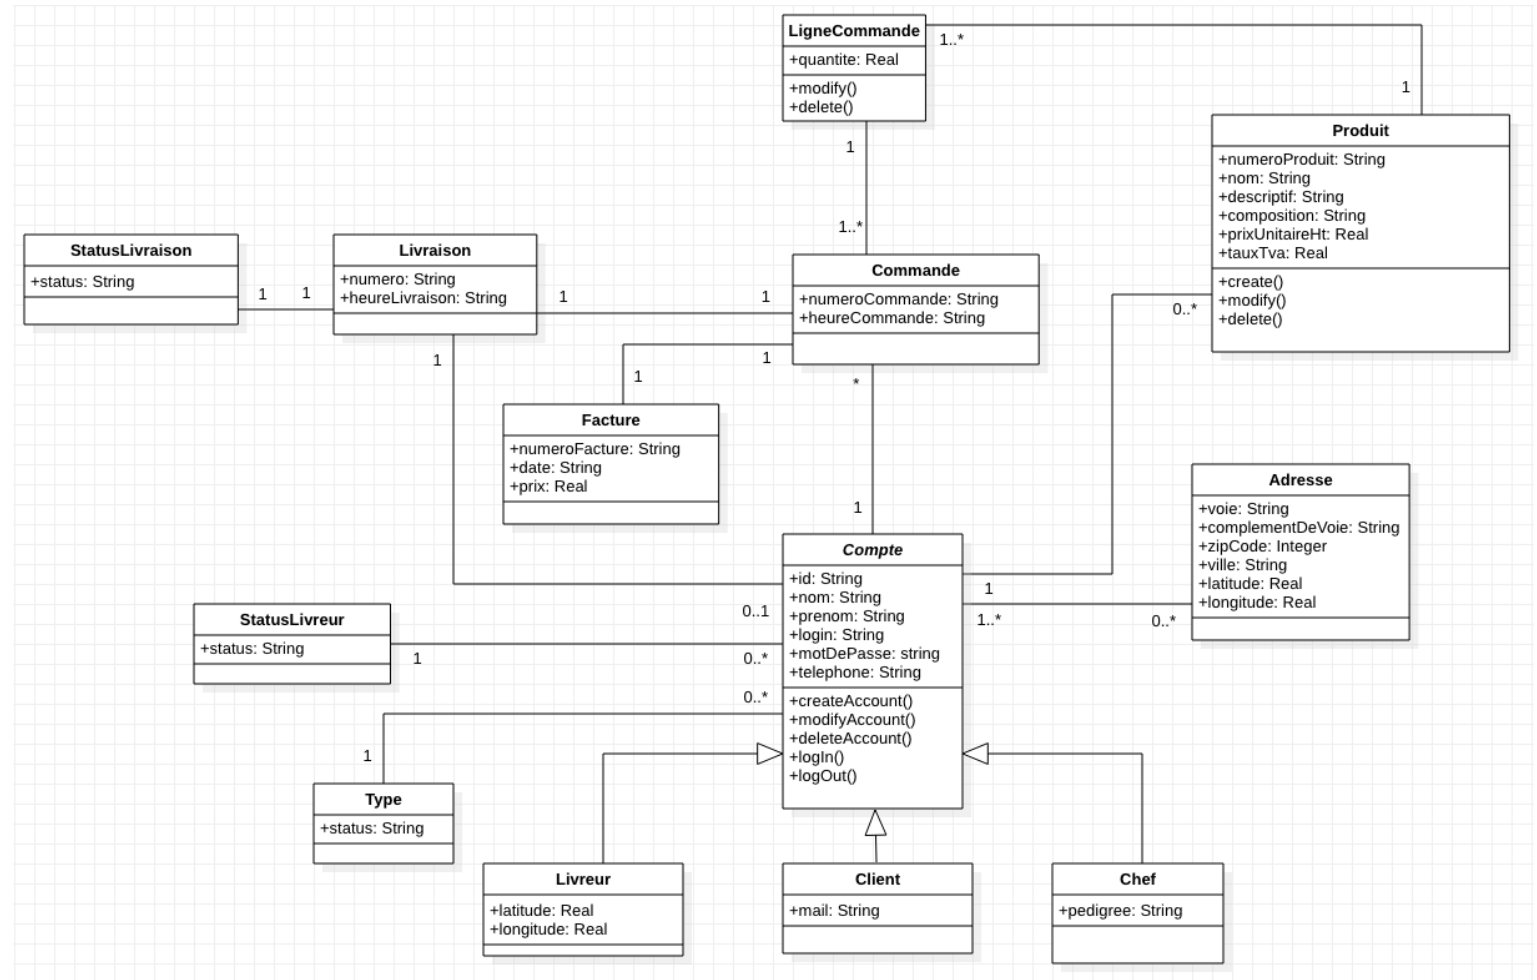 LigneCommande
+quantite: Real
+modify()
+delete()
1..*
1
1
1..*
Produit
+numeroProduit: String
+nom: String
+descriptif: String
+composition: String
+prixUnitaireHt: Real
+tauxTva: Real
+create()
+modify()
+delete()
0..*
StatusLivraison
+status: String
1
1
Livraison
+numero: String
+heureLivraison: String
1
1
1
Commande
+numeroCommande: String
+heureCommande: String
1
1
*
1
Facture
+numeroFacture: String
+date: String
+prix: Real
Adresse
+voie: String
+complementDeVoie: String
+zipCode: Integer
+ville: String
+latitude: Real
+longitude: Real
Compte
+id: String
+nom: String
+prenom: String
+login: String
+motDePasse: string
+telephone: String
+createAccount()
+modifyAccount()
+deleteAccount()
+logIn()
+logOut()
1
1..*
0..*
0..1
StatusLivreur
+status: String
1
0..*
0..*
1
Type
+status: String
Livreur
+latitude: Real
+longitude: Real
Client
+mail: String
Chef
+pedigree: String